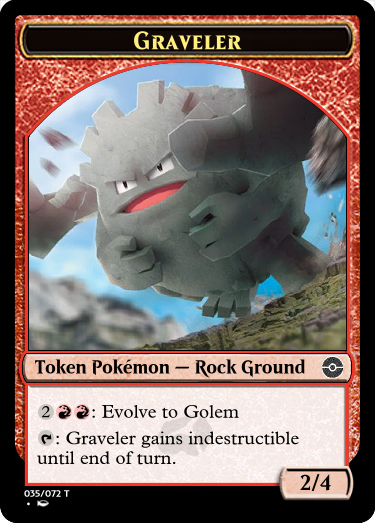 Graveler
Token Pokémon — Rock Ground
2: Evolve to Golem
: Graveler gains indestructible
until end of turn.
2/4
035/072 T